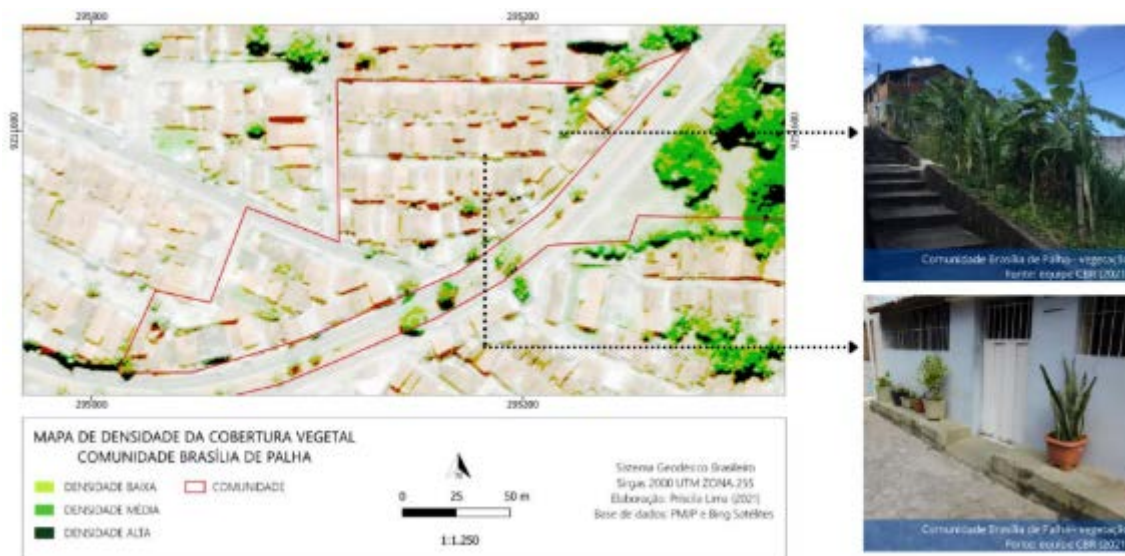 295000
295200
9211600
9211600
Comunidade Brasília de Palha - vegetação
Fonte: equipe CBR (2021)
Comunidade Brasília de Palha - vegetação
Fonte: equipe CBR (2021)
295000
295200
MAPA DE DENSIDADE DA COBERTURA VEGETAL
COMUNIDADE BRASÍLIA DE PALHA
DENSIDADE BAIXA
COMUNIDADE
DENSIDADE MÉDIA
DENSIDADE ALTA
0 25 50 m
1:1.250
Sistema Geodésico Brasileiro
Sirgas 2000 UTM ZONA 25S
Elaboração: Priscila Lima (2021)
Base de dados: PMJP e Bing Satélites